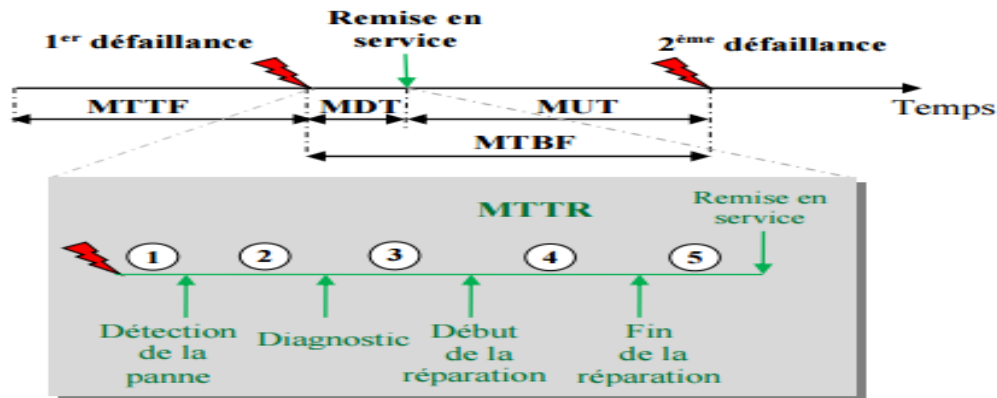 Remise en
service
1er défaillance
2ème défaillance
MTTF
MDT
MUT
Temps
MTBF
MTTR
Remise en
service
1
2
3
4
5
Détection
de la
panne
Diagnostic
Début
de la
réparation
Fin
de la
réparation